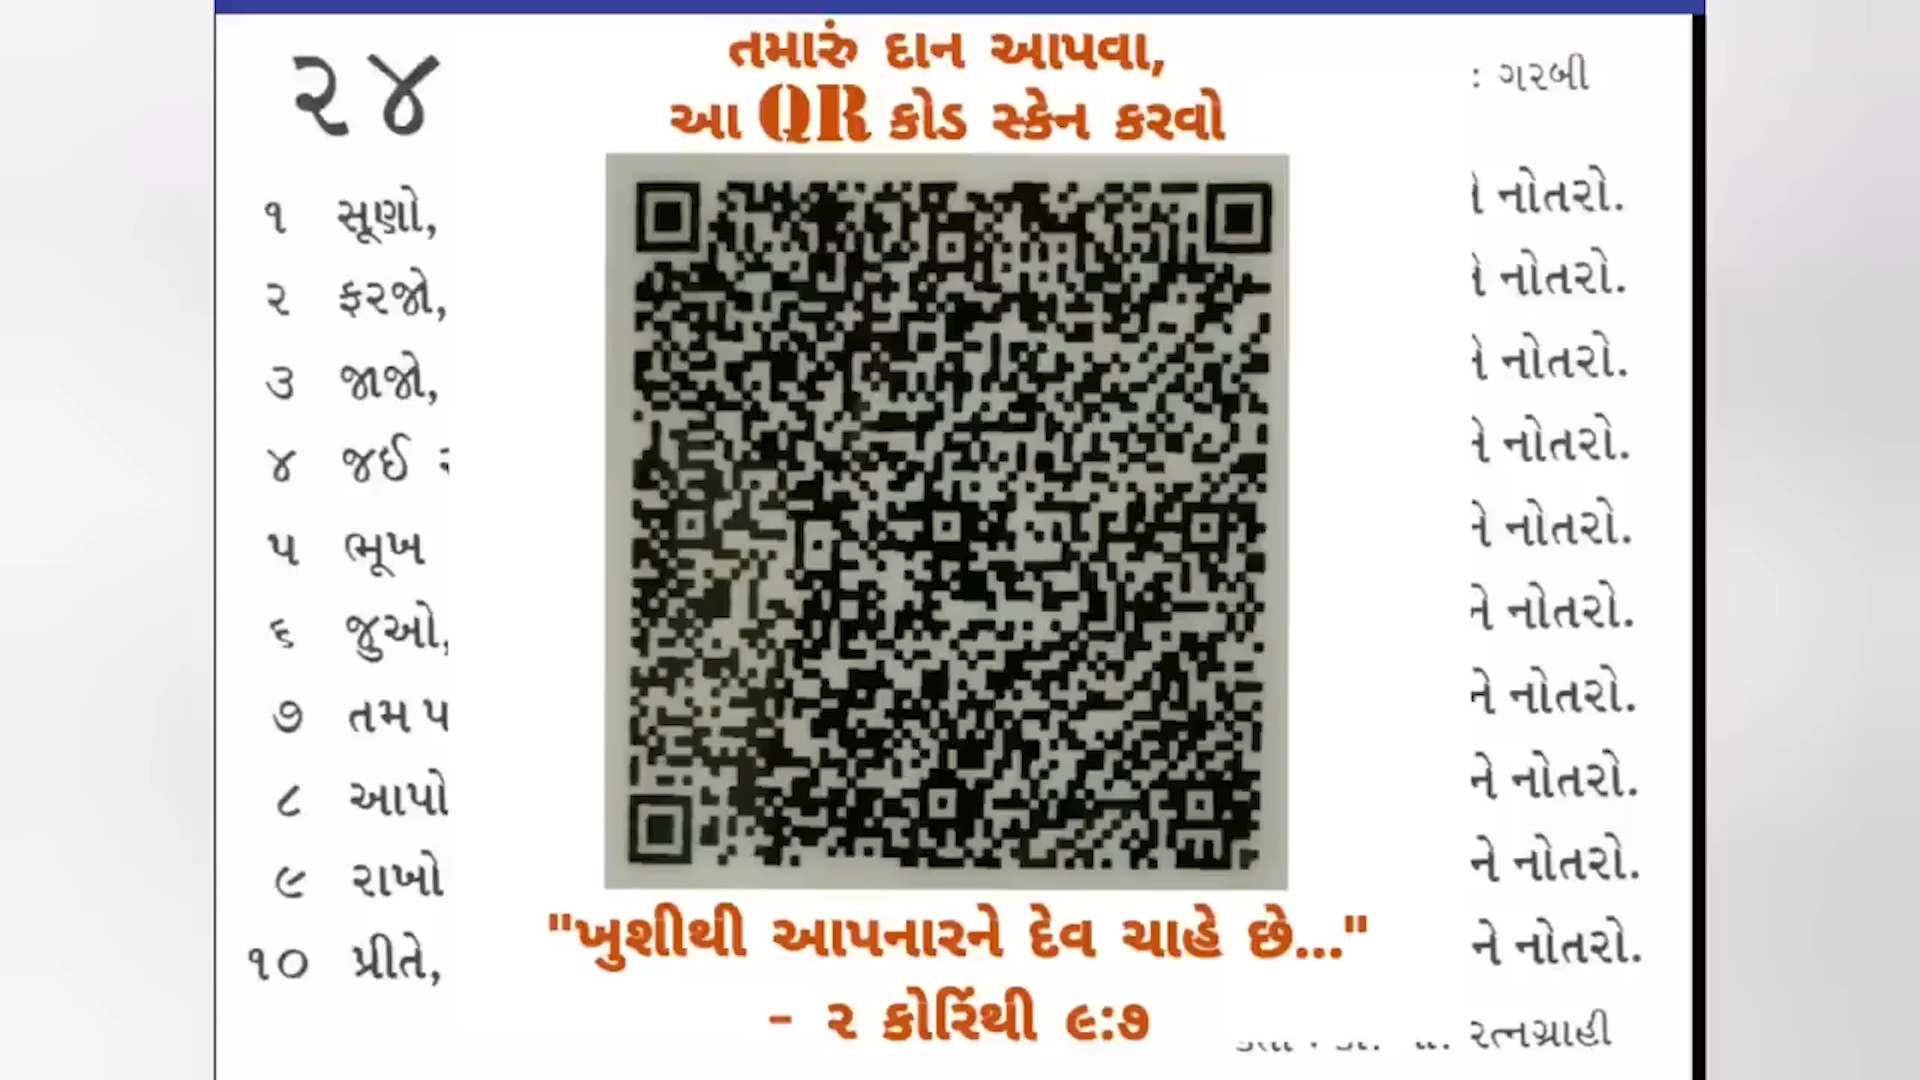 તમારું દાન આપવા,
આ QR કોડ સ્કેન કરવો
૨૪
: ગરબી
૧ સૂણો, નોતરો.
૨ ફરજો, નોતરો.
૩ જાજો, નોતરો.
૪ જઈ નોતરો.
૫ ભૂખ ને નોતરો.
૬ જુઓ, ને નોતરો.
૭ તમ પ ને નોતરો.
૮ આપો ને નોતરો.
૯ રાખો ને નોતરો.
૧૦ પ્રીતે, ને નોતરો.
"ખુશીથી આપનારને દેવ ચાહે છે..."
- ૨ કોરિંથી ૯:૭
રત્નગ્રાહી